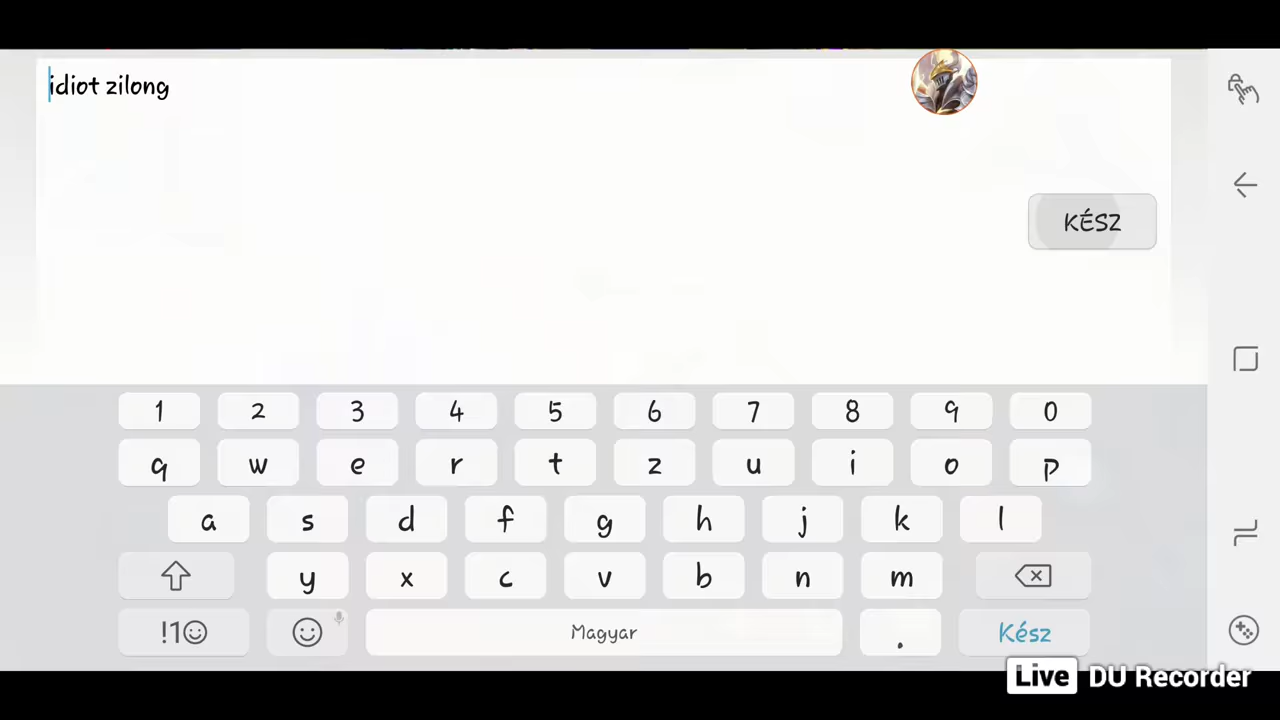 idiot zilong
KÉSZ
1 2 3 4 5 6 7 8 9 0
q w e r t z u i o p
a s d f g h j k l
y x c v b n m
!1☺ Magyar . Kész
Live DU Recorder